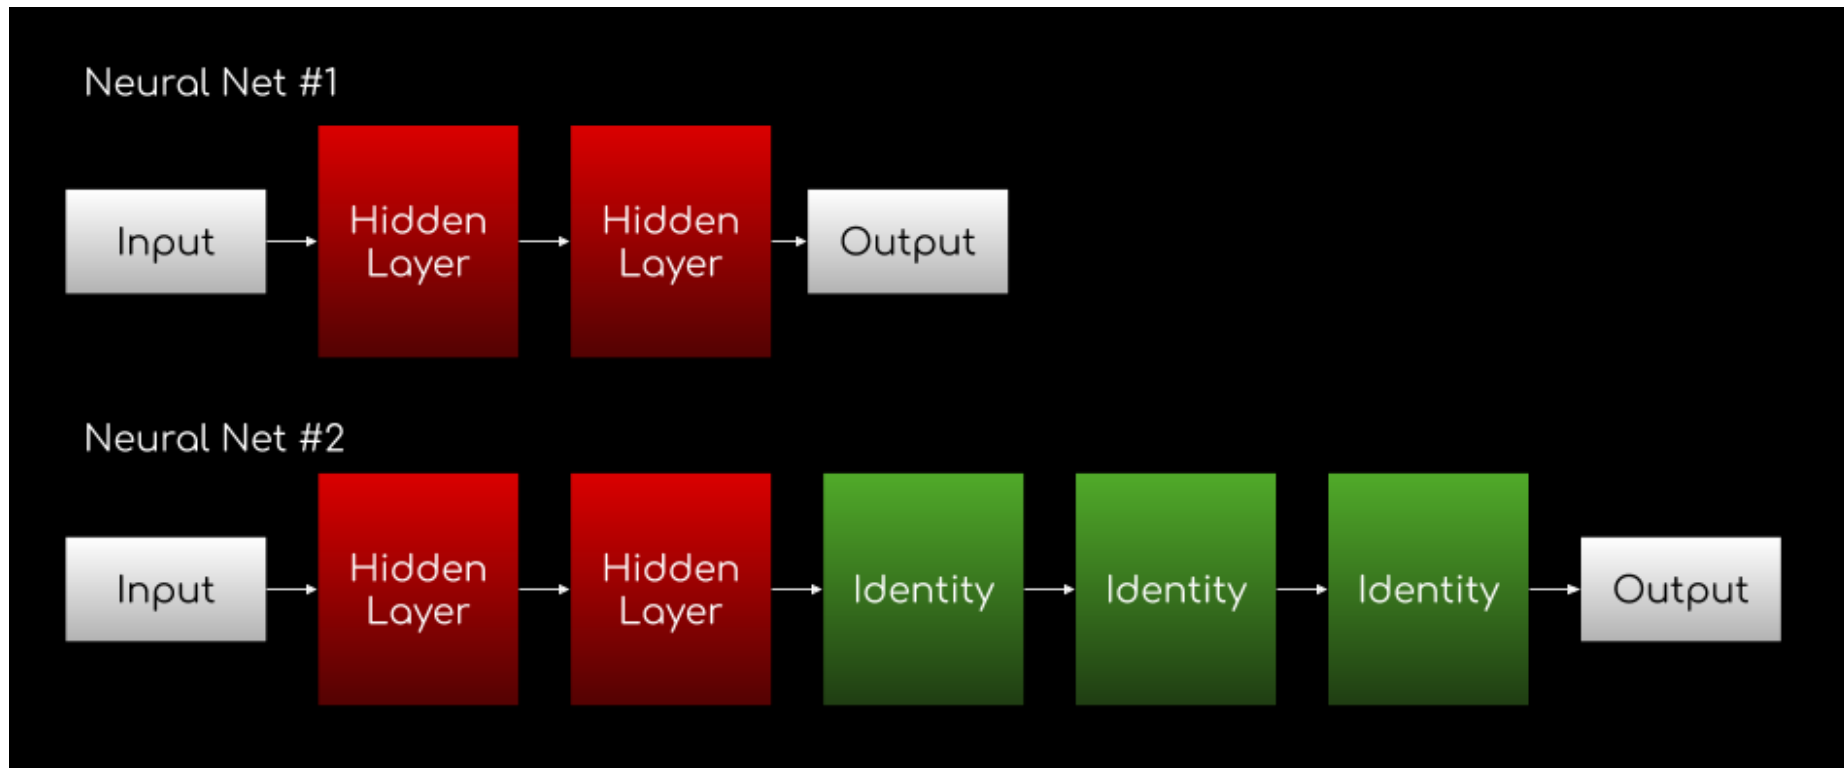 Neural Net #1
Input
Hidden
Layer
Hidden
Layer
Output
Neural Net #2
Input
Hidden
Layer
Hidden
Layer
Identity
Identity
Identity
Output